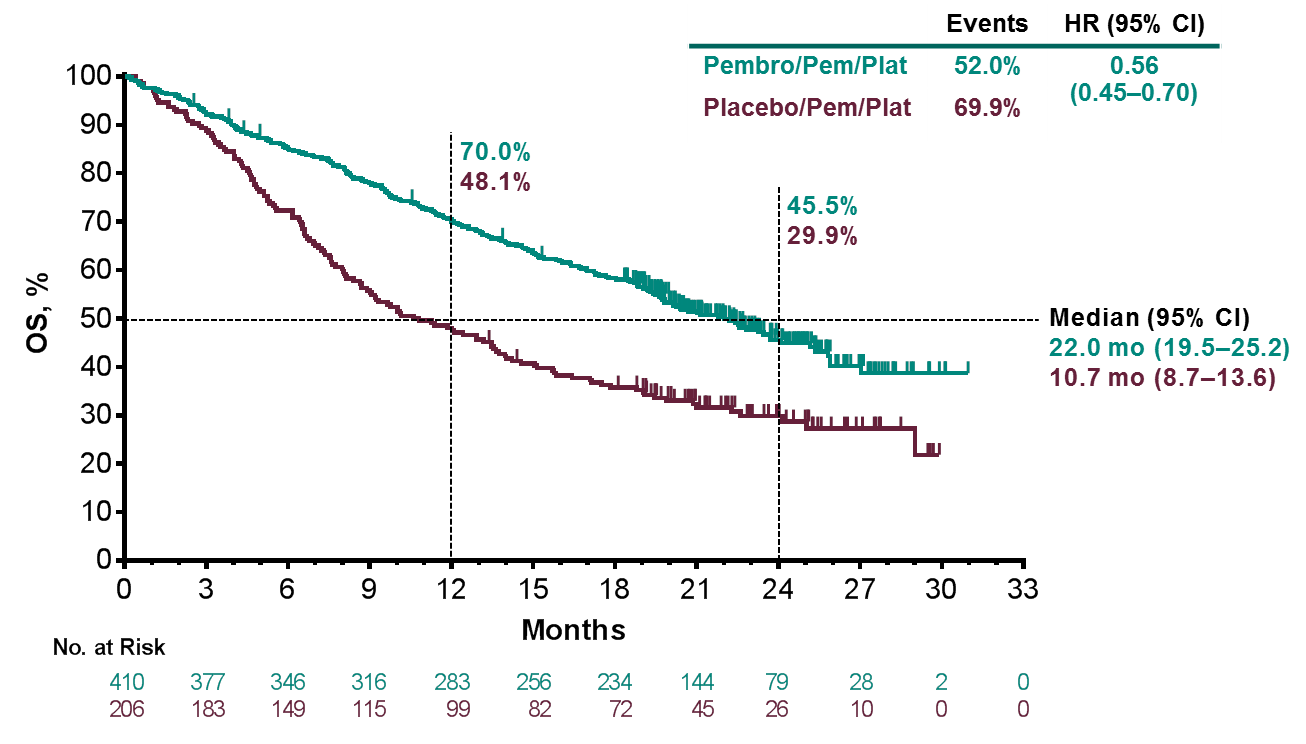 Events HR (95% CI)
Pembro/Pem/Plat 52.0% 0.56
(0.45–0.70)
Placebo/Pem/Plat 69.9%
100
90
80
70
60
50
40
30
20
10
0
OS, %
70.0%
48.1%
45.5%
29.9%
Median (95% CI)
22.0 mo (19.5–25.2)
10.7 mo (8.7–13.6)
0 3 6 9 12 15 18 21 24 27 30 33
Months
No. at Risk
410 377 346 316 283 256 234 144 79 28 2 0
206 183 149 115 99 82 72 45 26 10 0 0